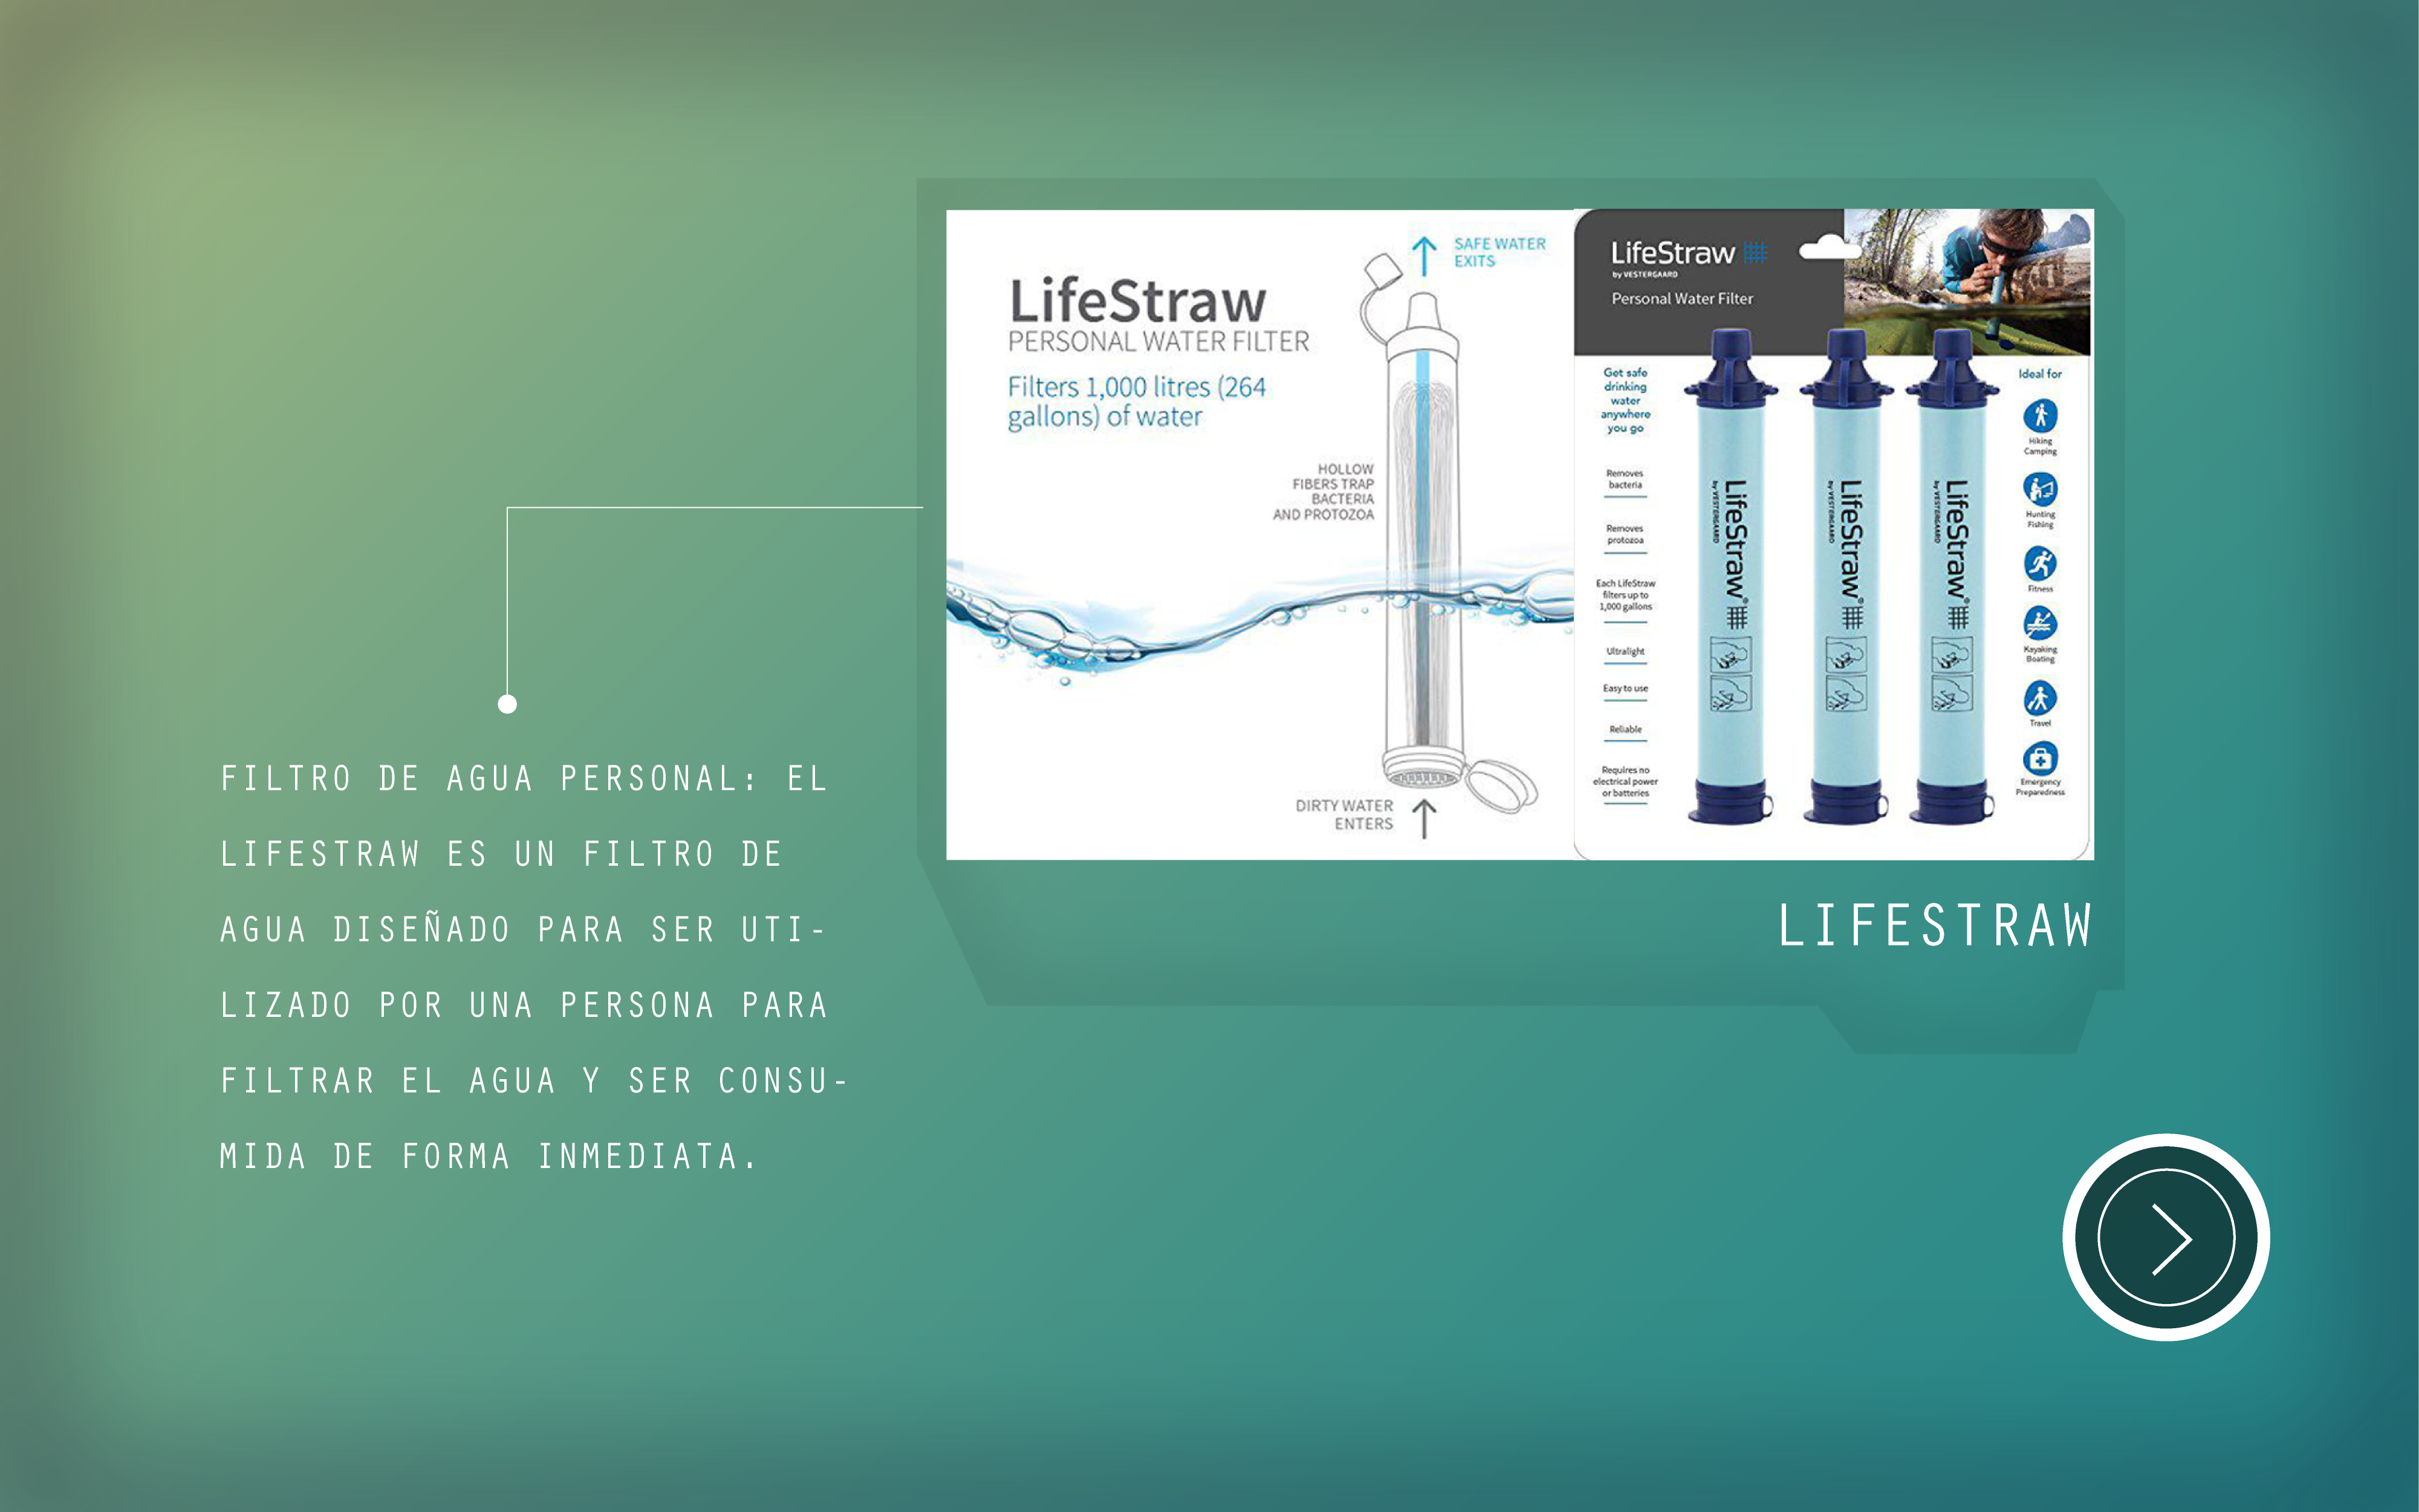 SAFE WATER
EXITS
LifeStraw
PERSONAL WATER FILTER
Filters 1,000 litres (264
gallons) of water
HOLLOW
FIBERS TRAP
BACTERIA
AND PROTOZOA
DIRTY WATER
ENTERS
LifeStraw
by VESTERGAARD
Personal Water Filter
Get safe
drinking
water
anywhere
you go
Removes
bacteria
Removes
protozoa
Each LifeStraw
filters up to
1,000 gallons
Ultralight
Easy to use
Reliable
Requires no
electrical power
or batteries
LifeStraw®
by VESTERGAARD
LifeStraw®
by VESTERGAARD
LifeStraw®
by VESTERGAARD
Ideal for
Hiking
Camping
Hunting
Fishing
Fitness
Kayaking
Boating
Travel
Emergency
Preparedness
LIFESTRAW
FILTRO DE AGUA PERSONAL: EL
LIFESTRAW ES UN FILTRO DE
AGUA DISEÑADO PARA SER UTI-
LIZADO POR UNA PERSONA PARA
FILTRAR EL AGUA Y SER CONSU-
MIDA DE FORMA INMEDIATA.